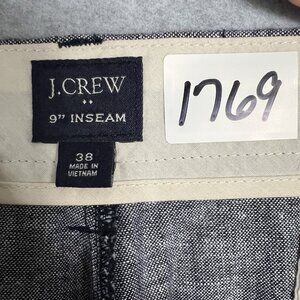 J.CREW
9" INSEAM
38
MADE IN
VIETNAM
1769